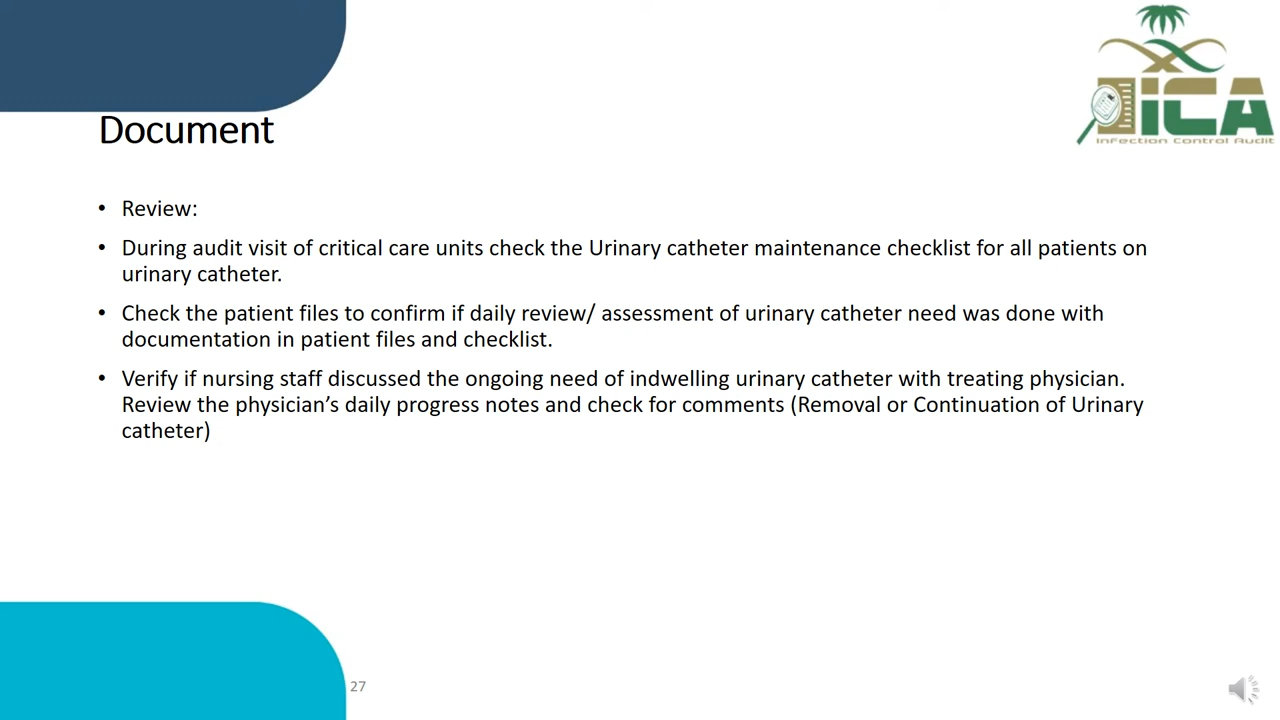 Document
iCA
Infection Control Audit
• Review:
• During audit visit of critical care units check the Urinary catheter maintenance checklist for all patients on
urinary catheter.
• Check the patient files to confirm if daily review/ assessment of urinary catheter need was done with
documentation in patient files and checklist.
• Verify if nursing staff discussed the ongoing need of indwelling urinary catheter with treating physician.
Review the physician’s daily progress notes and check for comments (Removal or Continuation of Urinary
catheter)
27